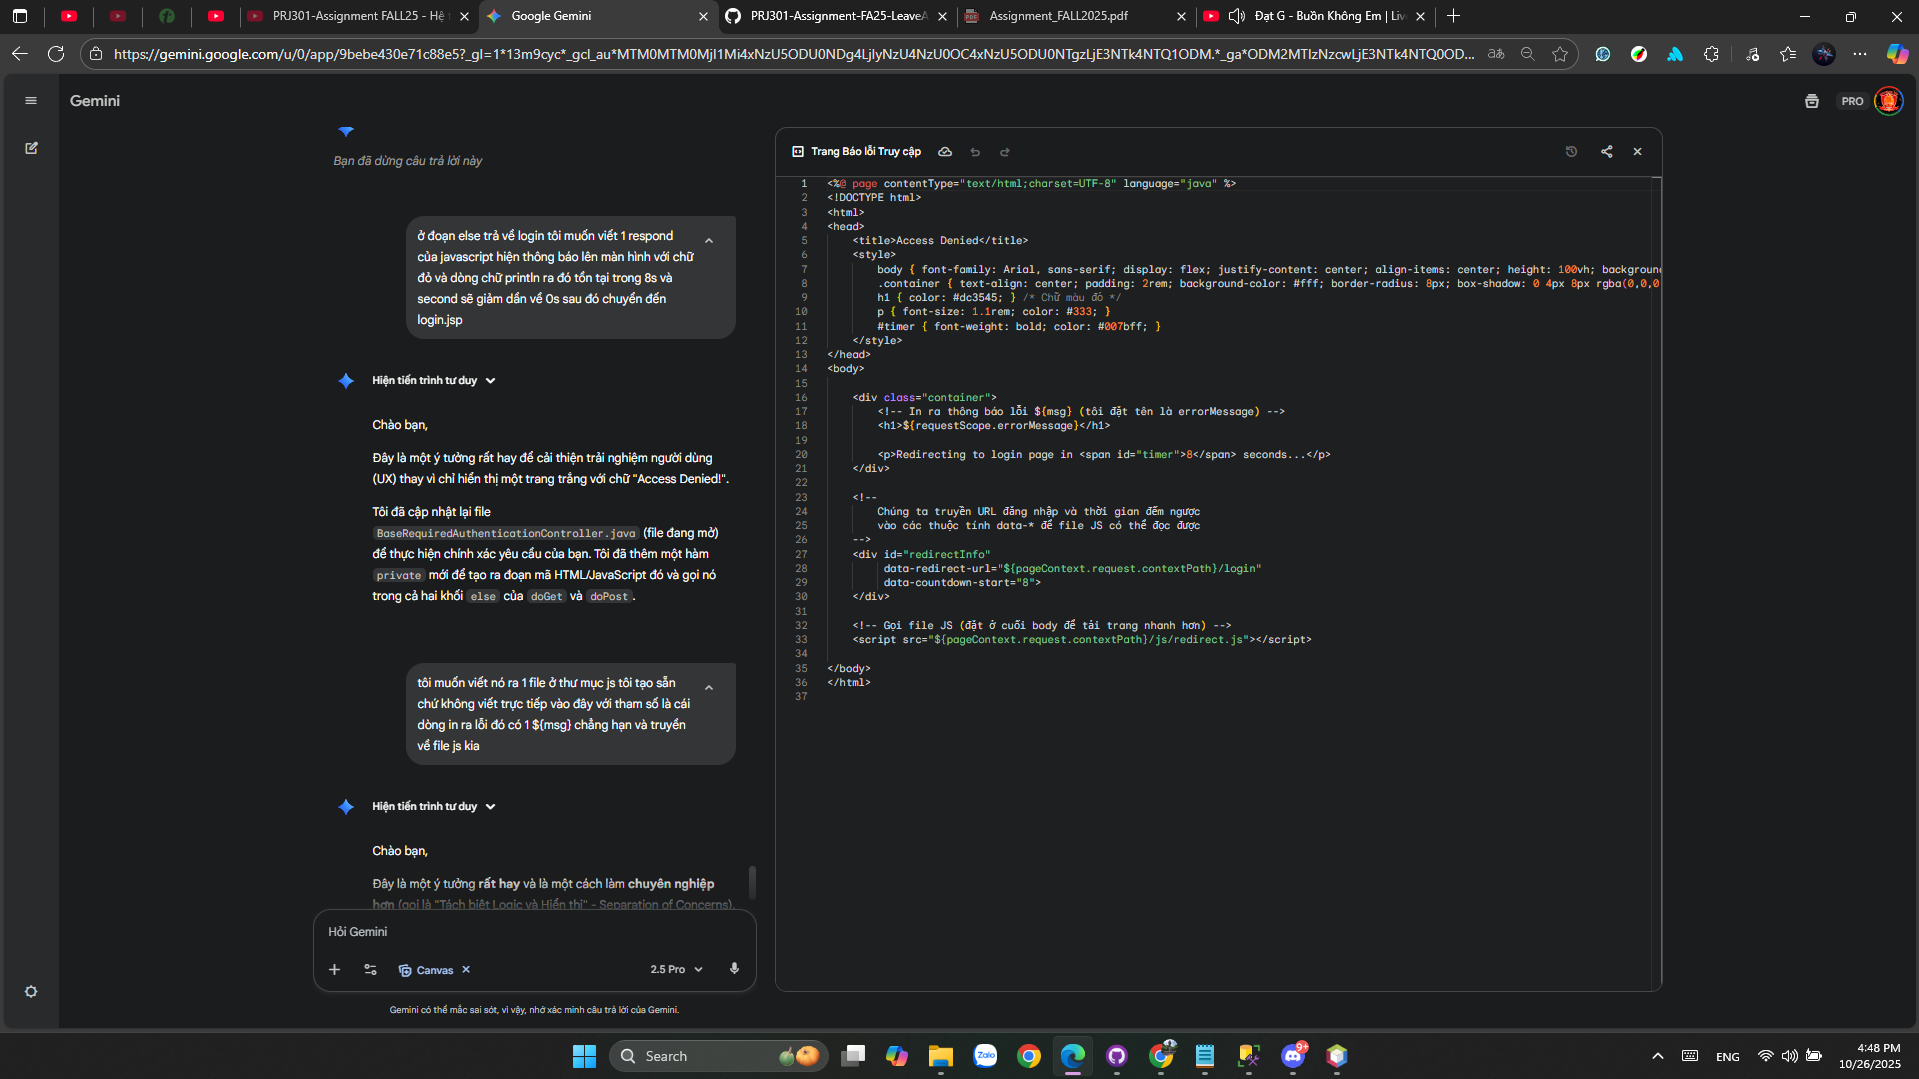 PRJ301-Assignment FALL25 - Hệ t
Google Gemini
PRJ301-Assignment-FA25-LeaveA
Assignment_FALL2025.pdf
Đạt G - Buồn Không Em | Liv
https://gemini.google.com/u/0/app/9bebe430e71c88e5?_gl=1*13m9cyc*_gcl_au*MTM0MTM0MjI1Mi4xNzU5ODU0NDg4LjIyNzU4NzU0OC4xNzU5ODU0NTgzLjE3NTk4NTQ1ODM.*_ga*ODM2MTIzNzcwLjE3NTk4NTQ0OD...
Gemini
PRO
Bạn đã dừng câu trả lời này
ở đoạn else trả về login tôi muốn viết 1 respond
của javascript hiện thông báo lên màn hình với chữ
đỏ và dòng chữ println ra đó tồn tại trong 8s và
second sẽ giảm dần về 0s sau đó chuyển đến
login.jsp
Hiện tiến trình tư duy
Chào bạn,
Đây là một ý tưởng rất hay để cải thiện trải nghiệm người dùng
(UX) thay vì chỉ hiển thị một trang trắng với chữ "Access Denied!".
Tôi đã cập nhật lại file
BaseRequiredAuthenticationController.java (file đang mở)
để thực hiện chính xác yêu cầu của bạn. Tôi đã thêm một hàm
private mới để tạo ra đoạn mã HTML/JavaScript đó và gọi nó
trong cả hai khối else của doGet và doPost.
tôi muốn viết nó ra 1 file ở thư mục js tôi tạo sẵn
chứ không viết trực tiếp vào đây với tham số là cái
dòng in ra lỗi đó có 1 ${msg} chẳng hạn và truyền
về file js kia
Hiện tiến trình tư duy
Chào bạn,
Đây là một ý tưởng rất hay và là một cách làm chuyên nghiệp
hơn (gọi là "Tách biệt Logic và Hiển thị" - Separation of Concerns).
Hỏi Gemini
Canvas
2.5 Pro
Gemini có thể mắc sai sót, vì vậy, nhớ xác minh câu trả lời của Gemini.
Trang Báo lỗi Truy cập
1 <%@ page contentType="text/html;charset=UTF-8" language="java" %>
2 <!DOCTYPE html>
3 <html>
4 <head>
5 <title>Access Denied</title>
6 <style>
7 body { font-family: Arial, sans-serif; display: flex; justify-content: center; align-items: center; height: 100vh; background
8 .container { text-align: center; padding: 2rem; background-color: #fff; border-radius: 8px; box-shadow: 0 4px 8px rgba(0,0,0
9 h1 { color: #dc3545; } /* Chữ màu đỏ */
10 p { font-size: 1.1rem; color: #333; }
11 #timer { font-weight: bold; color: #007bff; }
12 </style>
13 </head>
14 <body>
15
16 <div class="container">
17 <!-- In ra thông báo lỗi ${msg} (tôi đặt tên là errorMessage) -->
18 <h1>${requestScope.errorMessage}</h1>
19
20 <p>Redirecting to login page in <span id="timer">8</span> seconds...</p>
21 </div>
22
23 <!--
24 Chúng ta truyền URL đăng nhập và thời gian đếm ngược
25 vào các thuộc tính data-* để file JS có thể đọc được
26 -->
27 <div id="redirectInfo"
28 data-redirect-url="${pageContext.request.contextPath}/login"
29 data-countdown-start="8">
30 </div>
31
32 <!-- Gọi file JS (đặt ở cuối body để tải trang nhanh hơn) -->
33 <script src="${pageContext.request.contextPath}/js/redirect.js"></script>
34
35 </body>
36 </html>
37
Search
Zalo
9+
ENG
4:48 PM
10/26/2025